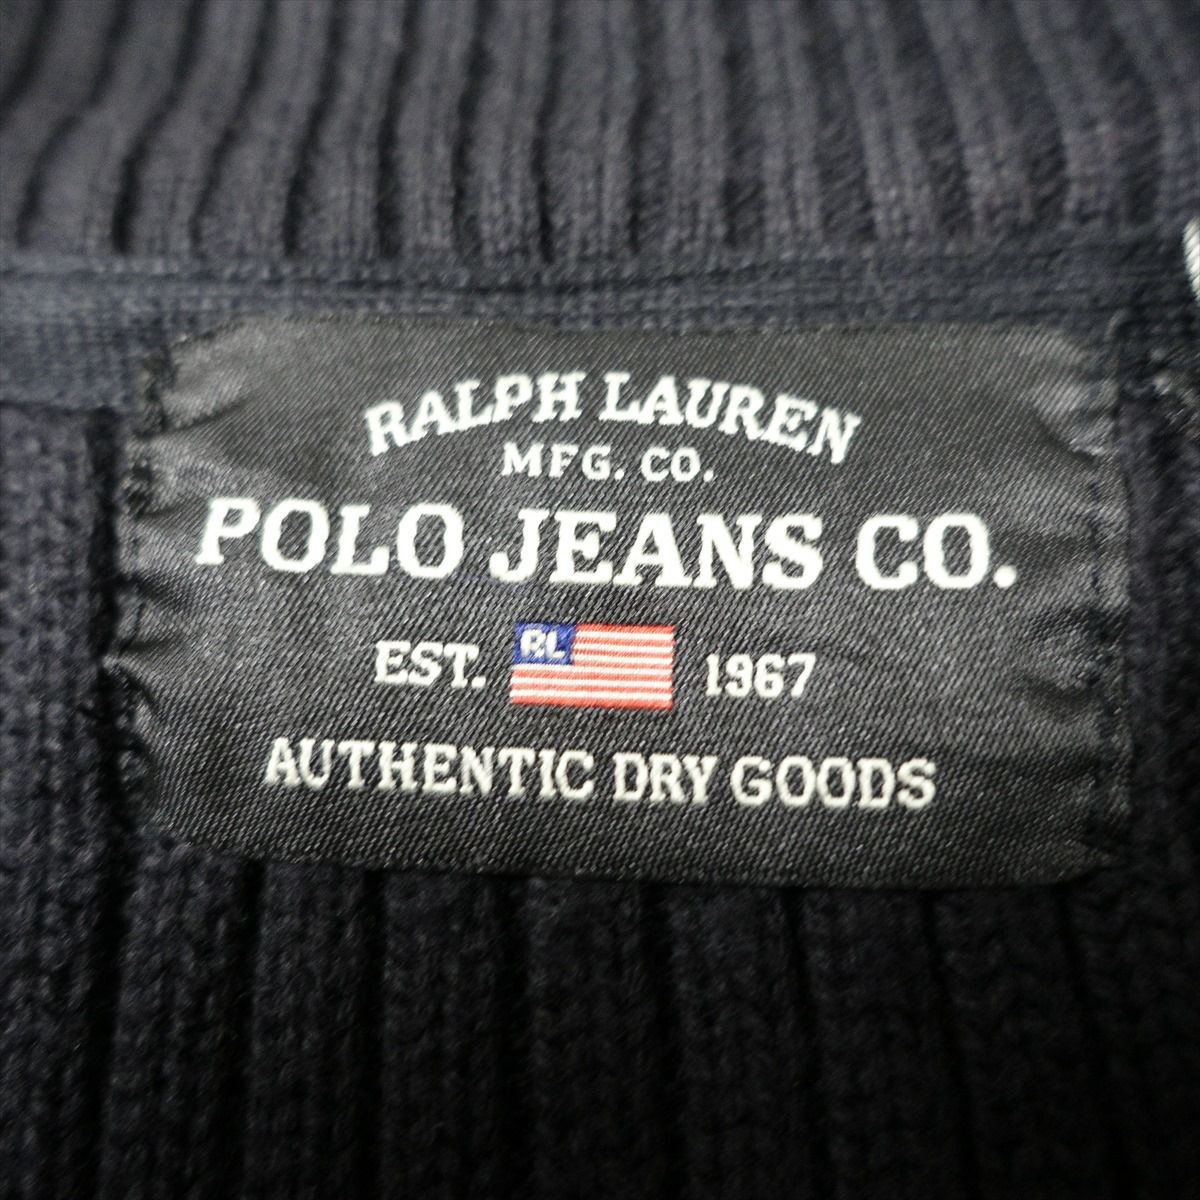 RALPH LAUREN
MFG. CO.
POLO JEANS CO.
EST. RL 1967
AUTHENTIC DRY GOODS